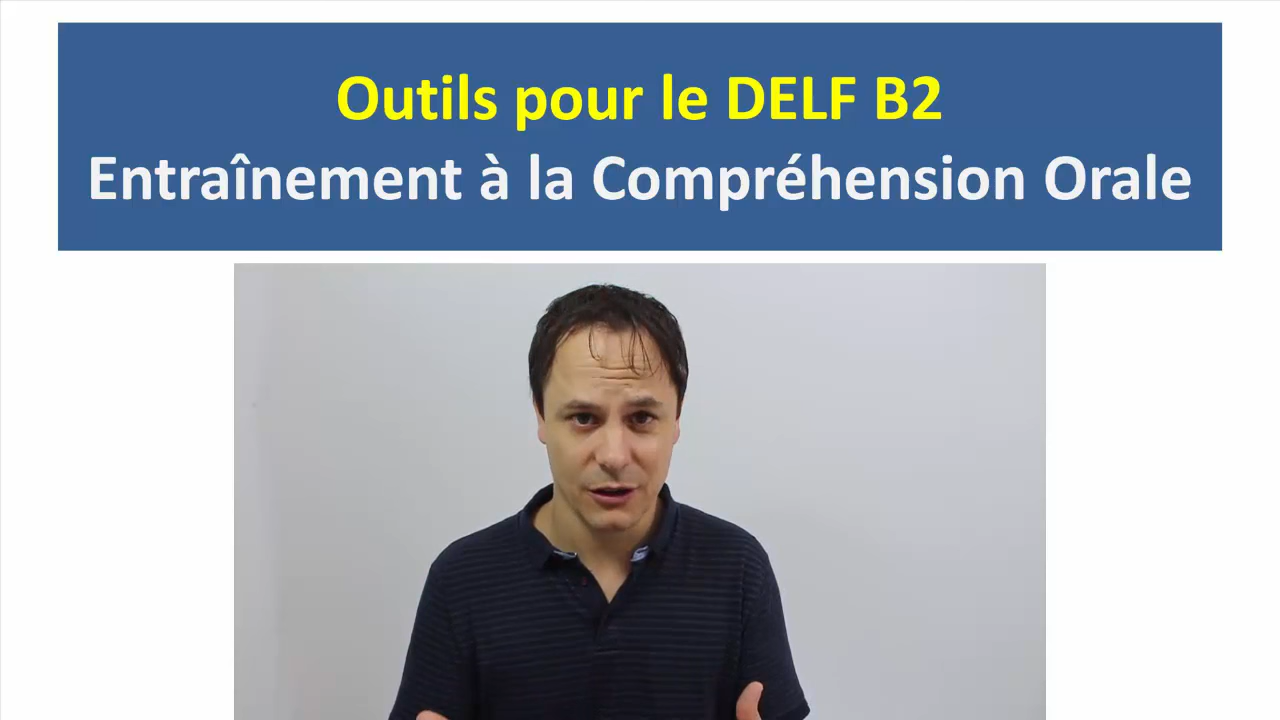 Outils pour le DELF B2
Entraînement à la Compréhension Orale